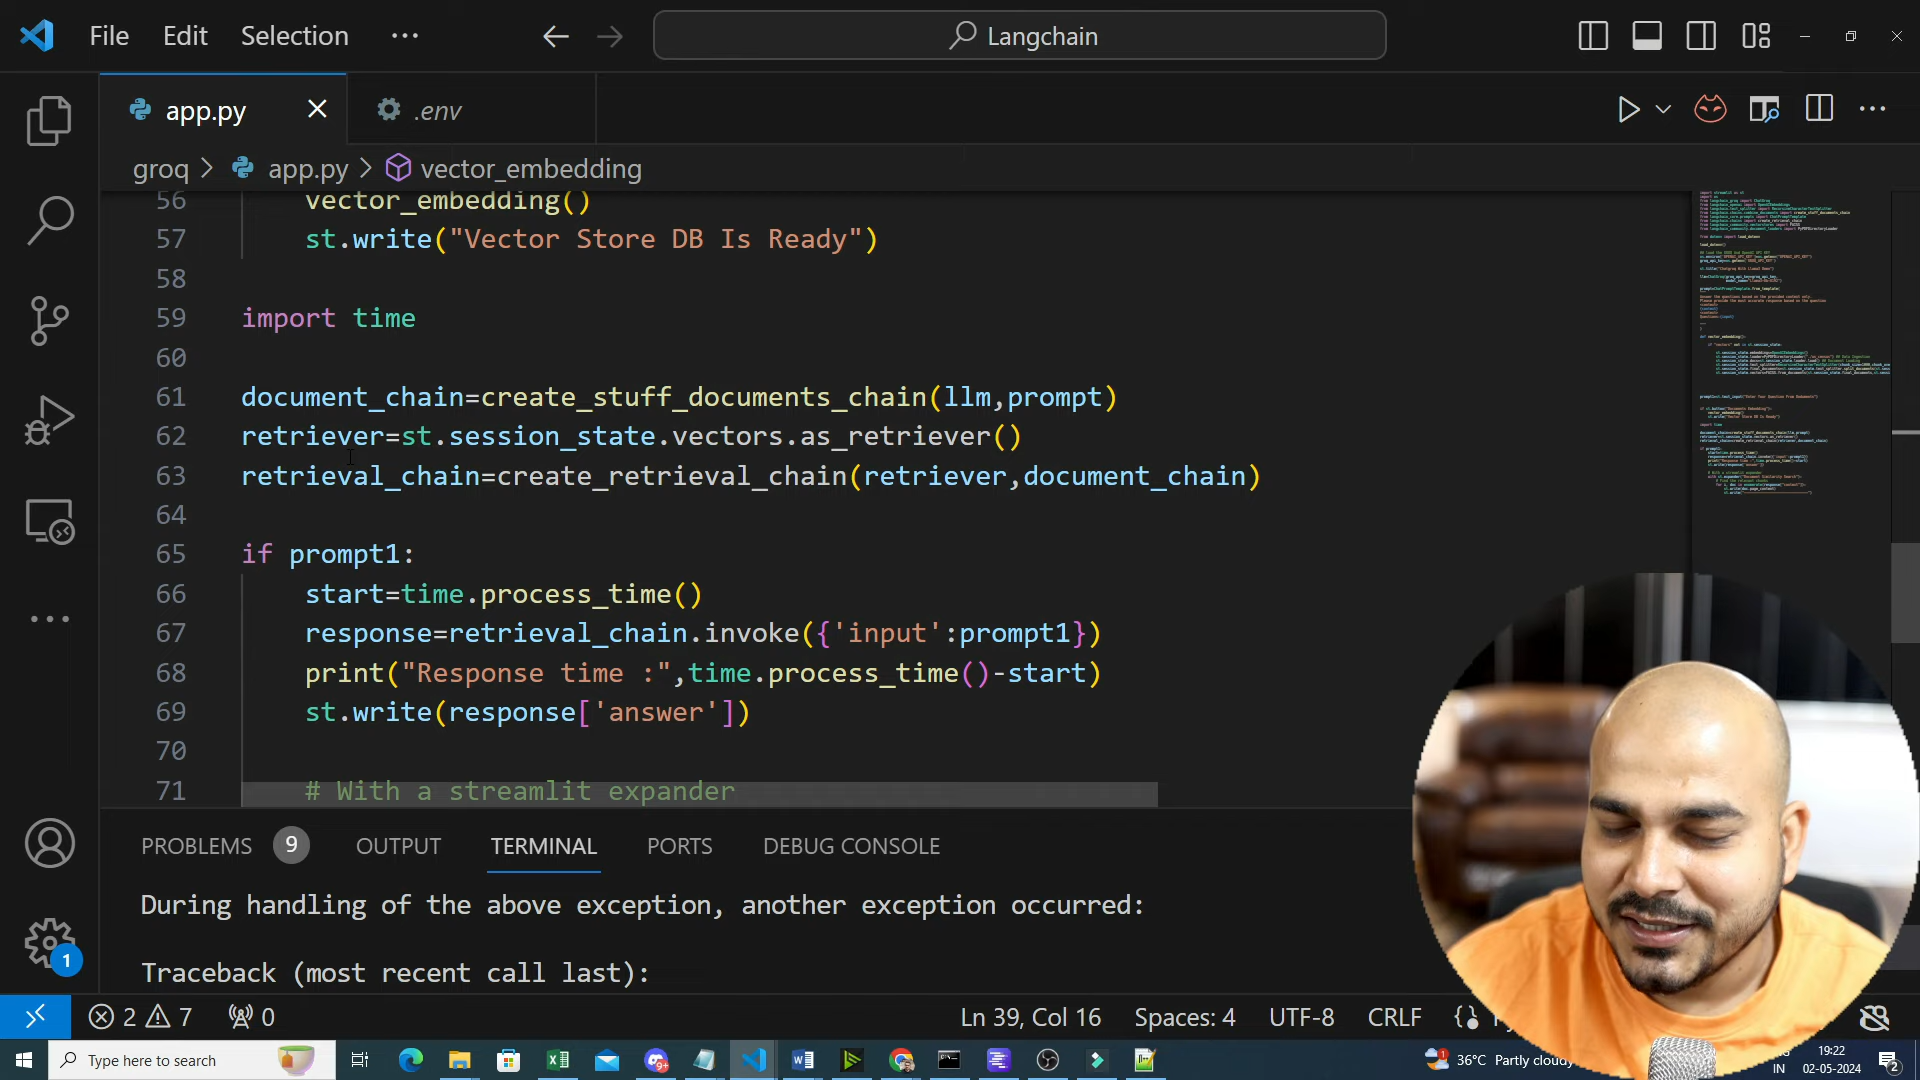 File Edit Selection ··· Langchain
app.py .env
groq > app.py > vector_embedding
56 vector_embedding()
57 st.write("Vector Store DB Is Ready")
58
59 import time
60
61 document_chain=create_stuff_documents_chain(llm,prompt)
62 retriever=st.session_state.vectors.as_retriever()
63 retrieval_chain=create_retrieval_chain(retriever,document_chain)
64
65 if prompt1:
66 start=time.process_time()
67 response=retrieval_chain.invoke({'input':prompt1})
68 print("Response time :",time.process_time()-start)
69 st.write(response['answer'])
70
71 # With a streamlit expander
PROBLEMS 9 OUTPUT TERMINAL PORTS DEBUG CONSOLE
During handling of the above exception, another exception occurred:
Traceback (most recent call last):
1
2 7 0 Ln 39, Col 16 Spaces: 4 UTF-8 CRLF {}
Type here to search 9+ 1 36°C Partly cloudy IN 19:22 02-05-2024 2